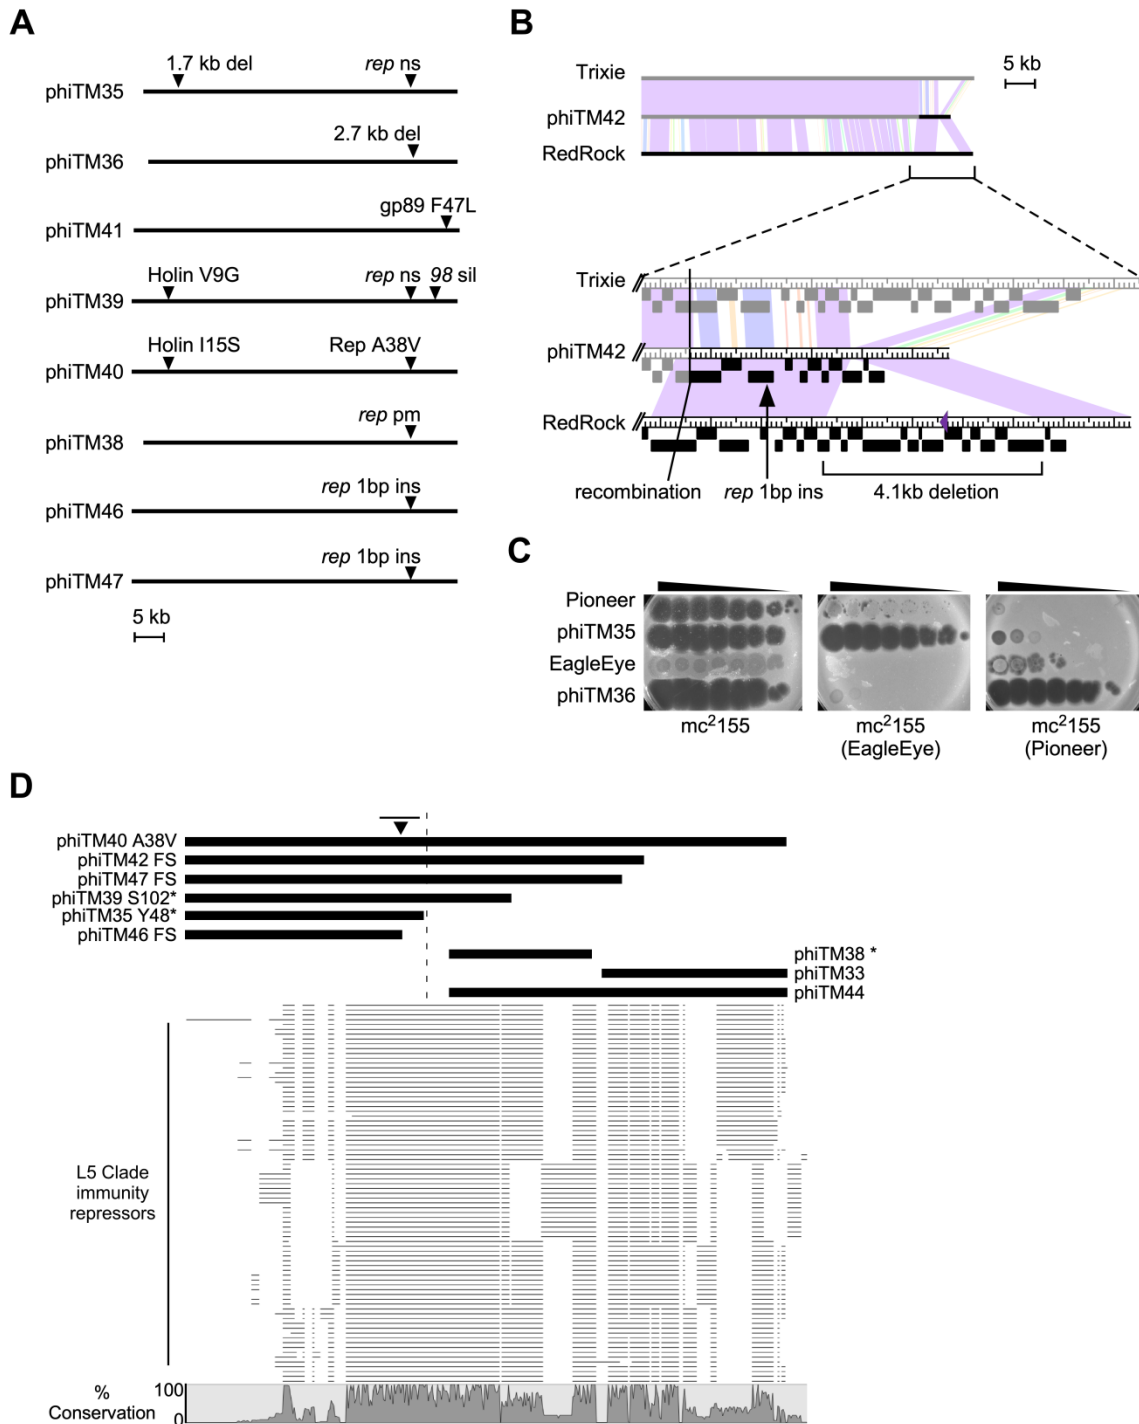 A
1.7 kb del
rep ns
phiTM35
2.7 kb del
phiTM36
gp89 F47L
phiTM41
Holin V9G
rep ns 98 sil
phiTM39
Holin I15S
Rep A38V
phiTM40
rep pm
phiTM38
rep 1bp ins
phiTM46
rep 1bp ins
phiTM47
5 kb
B
Trixie
5 kb
phiTM42
RedRock
Trixie
phiTM42
RedRock
recombination
rep 1bp ins
4.1kb deletion
C
Pioneer
phiTM35
EagleEye
phiTM36
mc²155
mc²155
(EagleEye)
mc²155
(Pioneer)
D
phiTM40 A38V
phiTM42 FS
phiTM47 FS
phiTM39 S102*
phiTM35 Y48*
phiTM46 FS
phiTM38 *
phiTM33
phiTM44
L5 Clade
immunity
repressors
%
Conservation
100
0